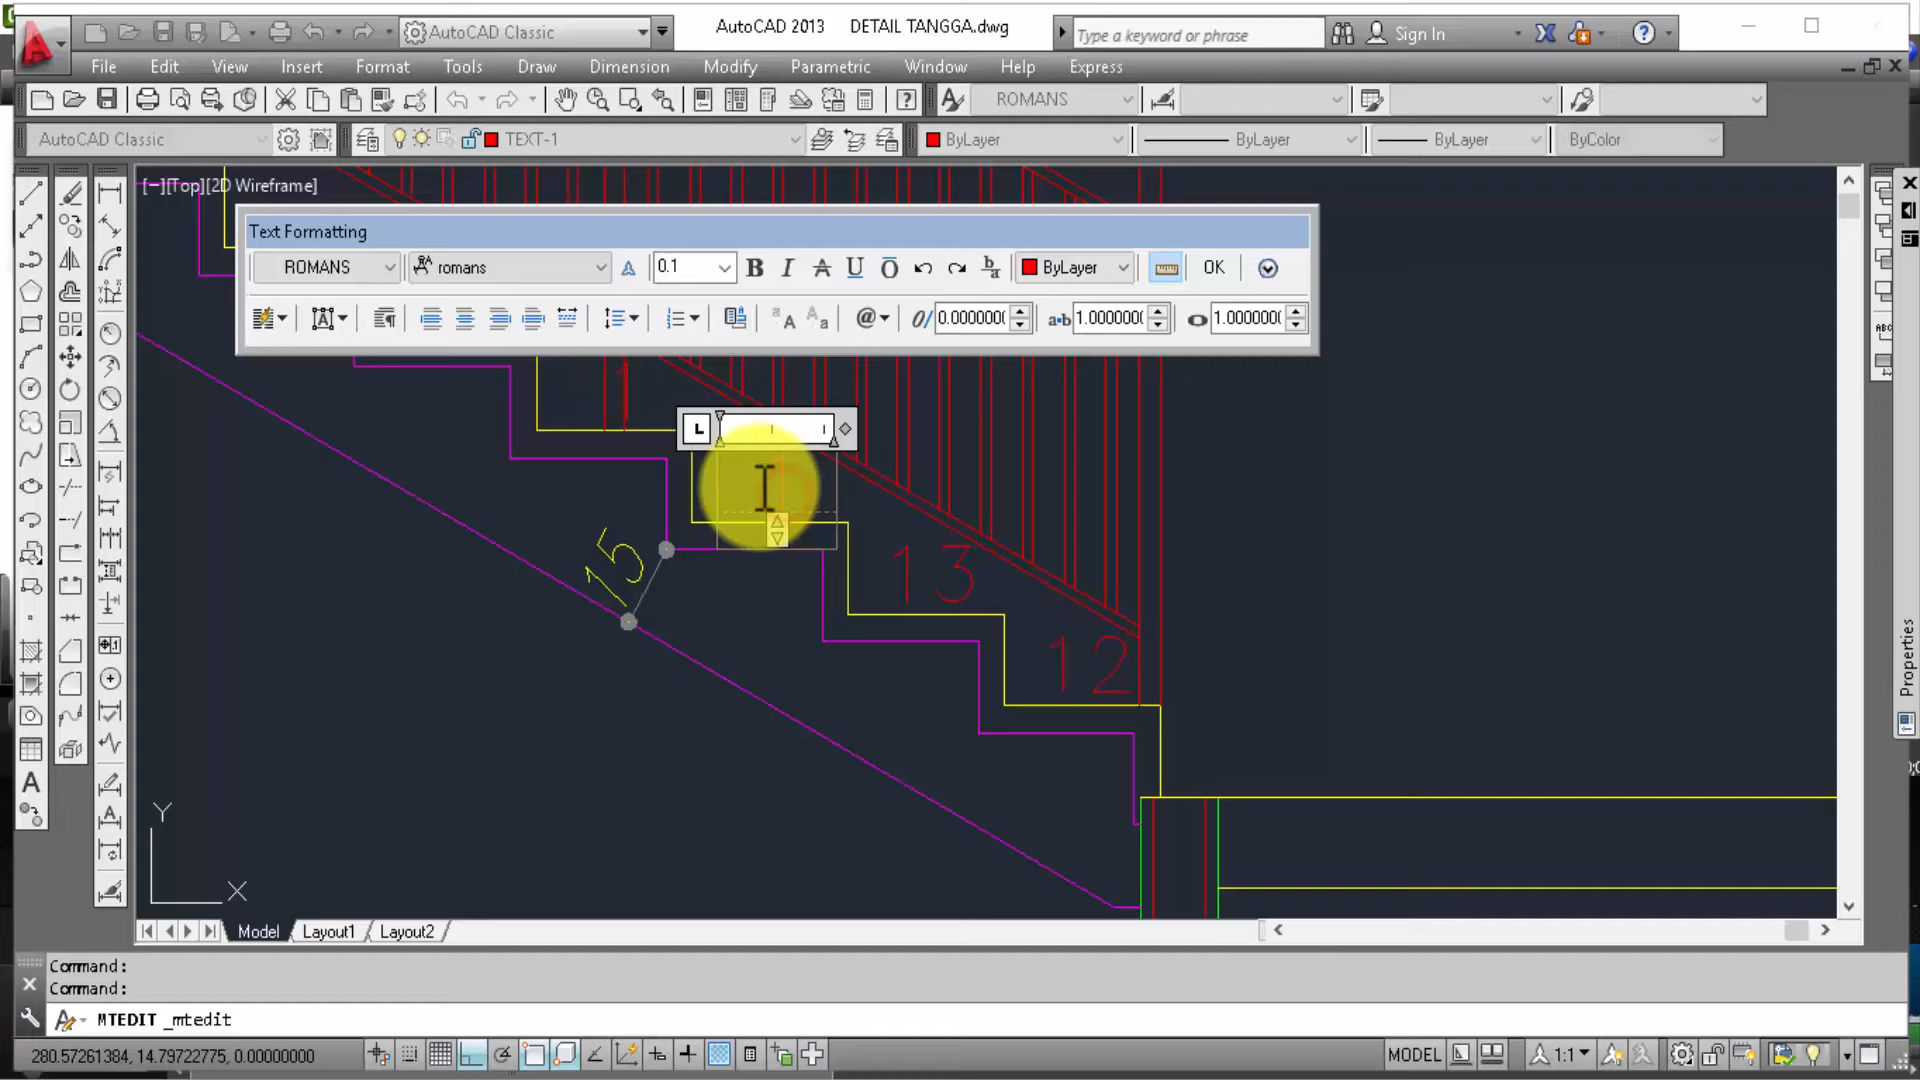 AutoCAD Classic
AutoCAD 2013 DETAIL TANGGA.dwg
Type a keyword or phrase
Sign In
File Edit View Insert Format Tools Draw Dimension Modify Parametric Window Help Express
ROMANS
AutoCAD Classic
TEXT-1
ByLayer
ByLayer
ByLayer
ByColor
[−][Top][2D Wireframe]
Text Formatting
ROMANS
romans
0.1
B I A U O
ByLayer
OK
@
0/ 0.000000
a•b 1.000000
1.000000
L
1
15
13
12
Properties
Y
X
Model Layout1 Layout2
Command:
Command:
MTEDIT _mtedit
280.57261384, 14.79722775, 0.00000000
MODEL
1:1